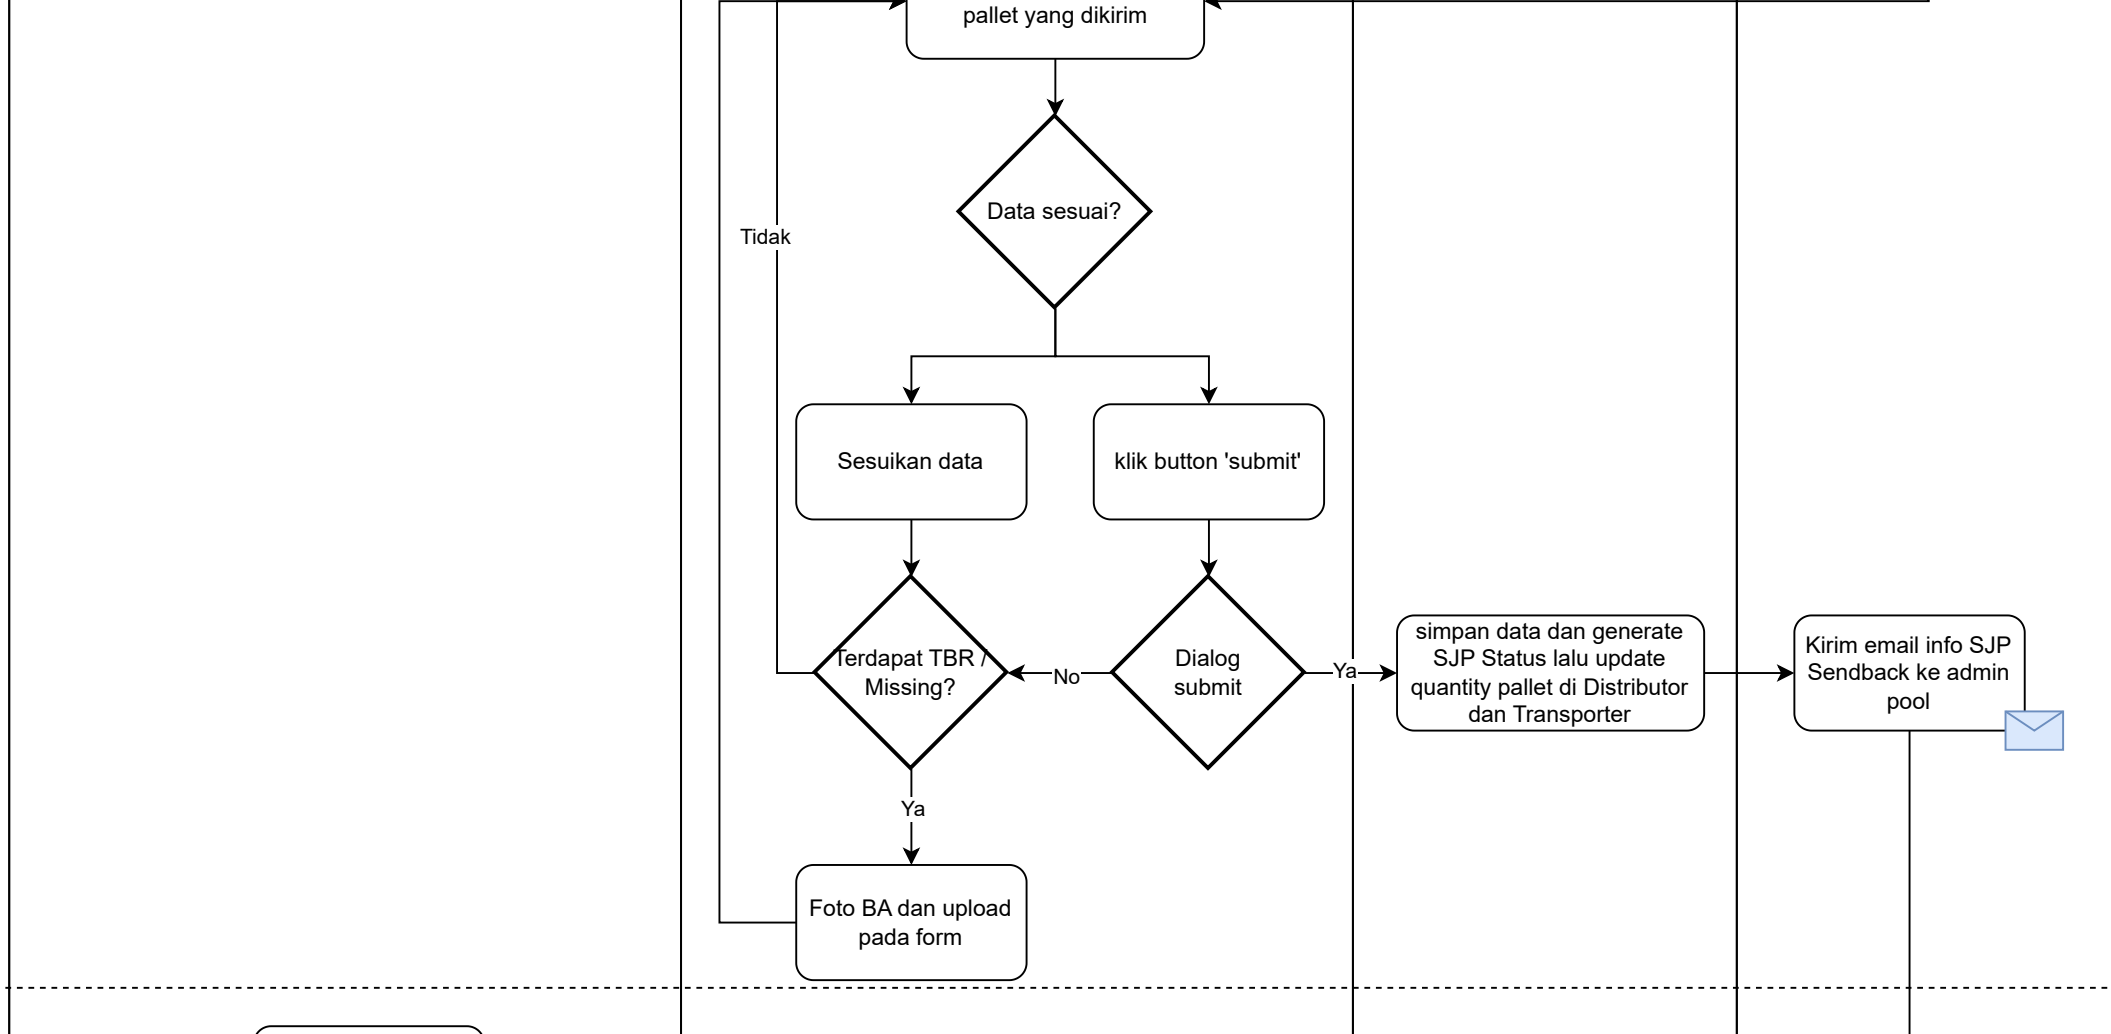 pallet yang dikirim
Data sesuai?
Tidak
Sesuikan data
klik button 'submit'
Terdapat TBR /
Missing?
No
Dialog
submit
Ya
simpan data dan generate
SJP Status lalu update
quantity pallet di Distributor
dan Transporter
Kirim email info SJP
Sendback ke admin
pool
Ya
Foto BA dan upload
pada form